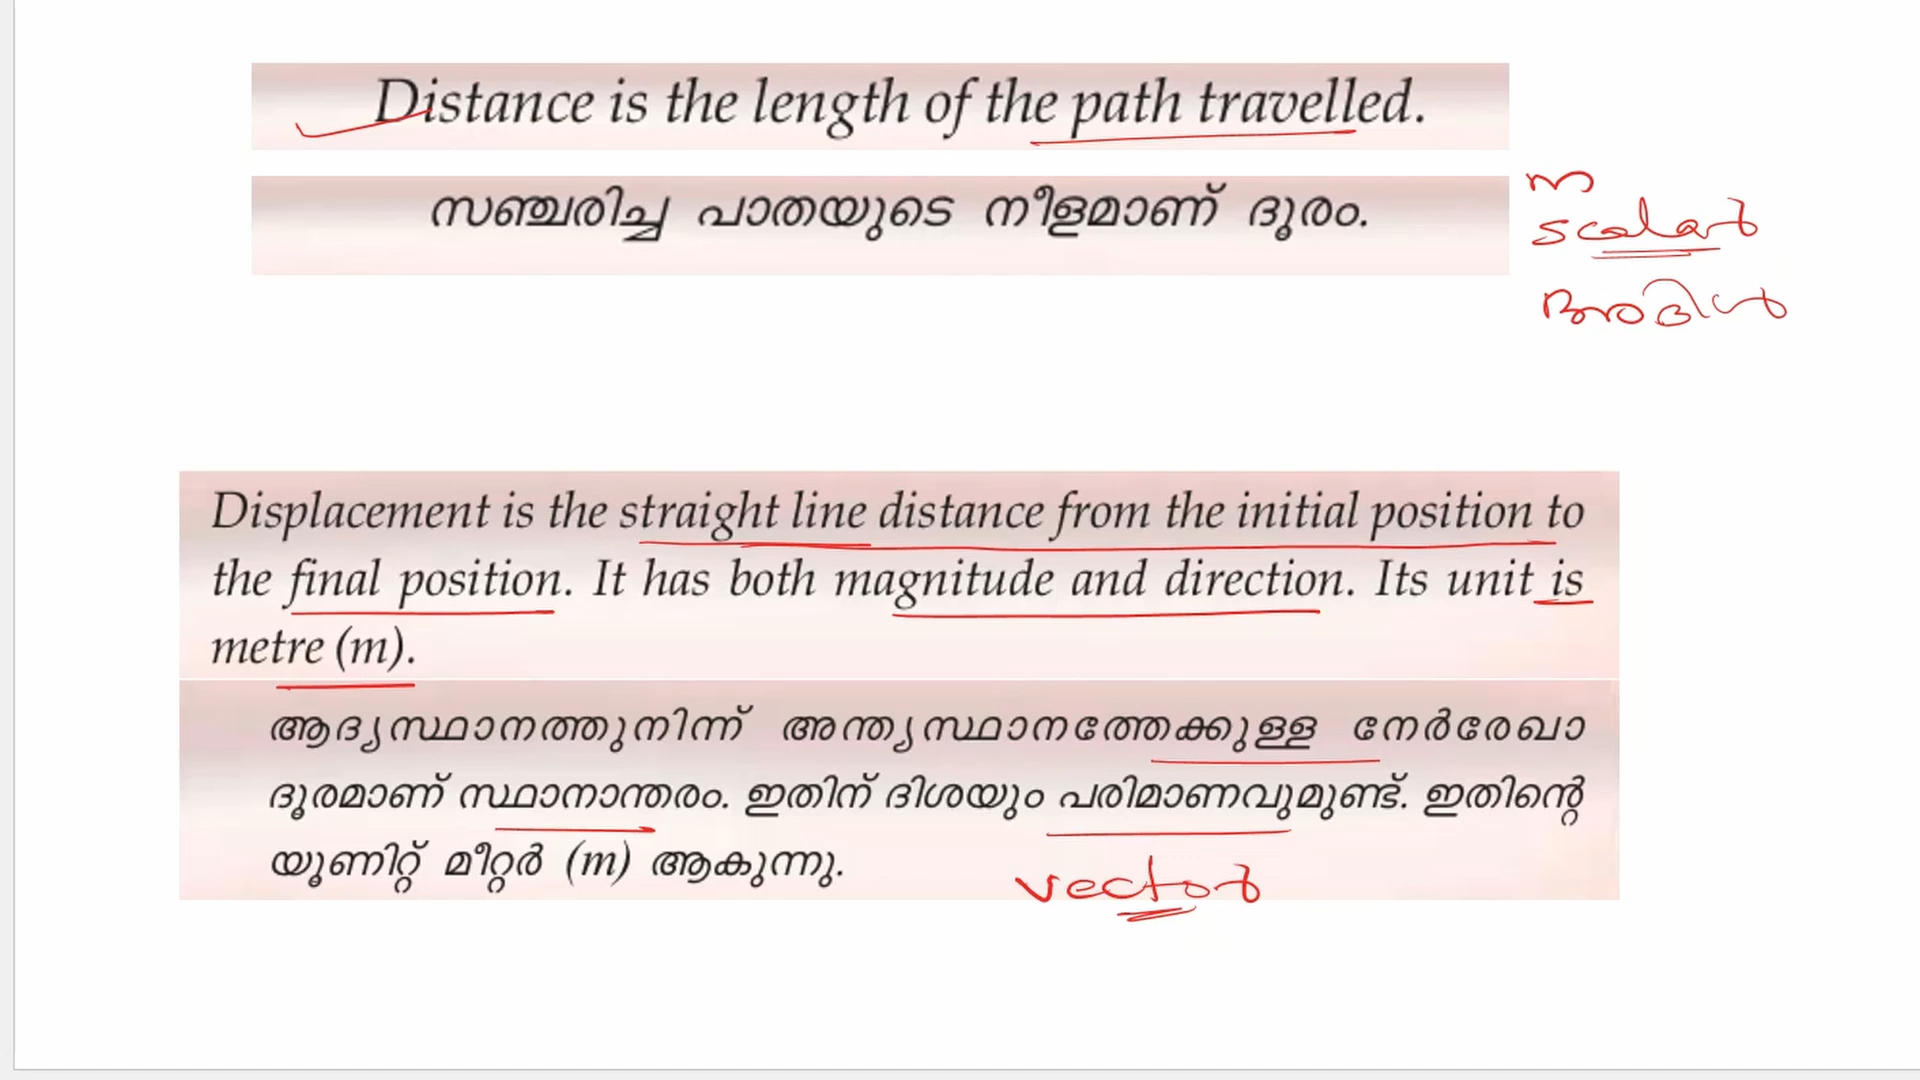 Distance is the length of the path travelled.
സഞ്ചരിച്ച പാതയുടെ നീളമാണ് ദൂരം.
m
scalar
അദിശ
Displacement is the straight line distance from the initial position to
the final position. It has both magnitude and direction. Its unit is
metre (m).
ആദ്യസ്ഥാനത്തുനിന്ന് അന്ത്യസ്ഥാനത്തേക്കുള്ള നേർരേഖാ
ദൂരമാണ് സ്ഥാനാന്തരം. ഇതിന് ദിശയും പരിമാണവുമുണ്ട്. ഇതിന്റെ
യൂണിറ്റ് മീറ്റർ (m) ആകുന്നു.
vector